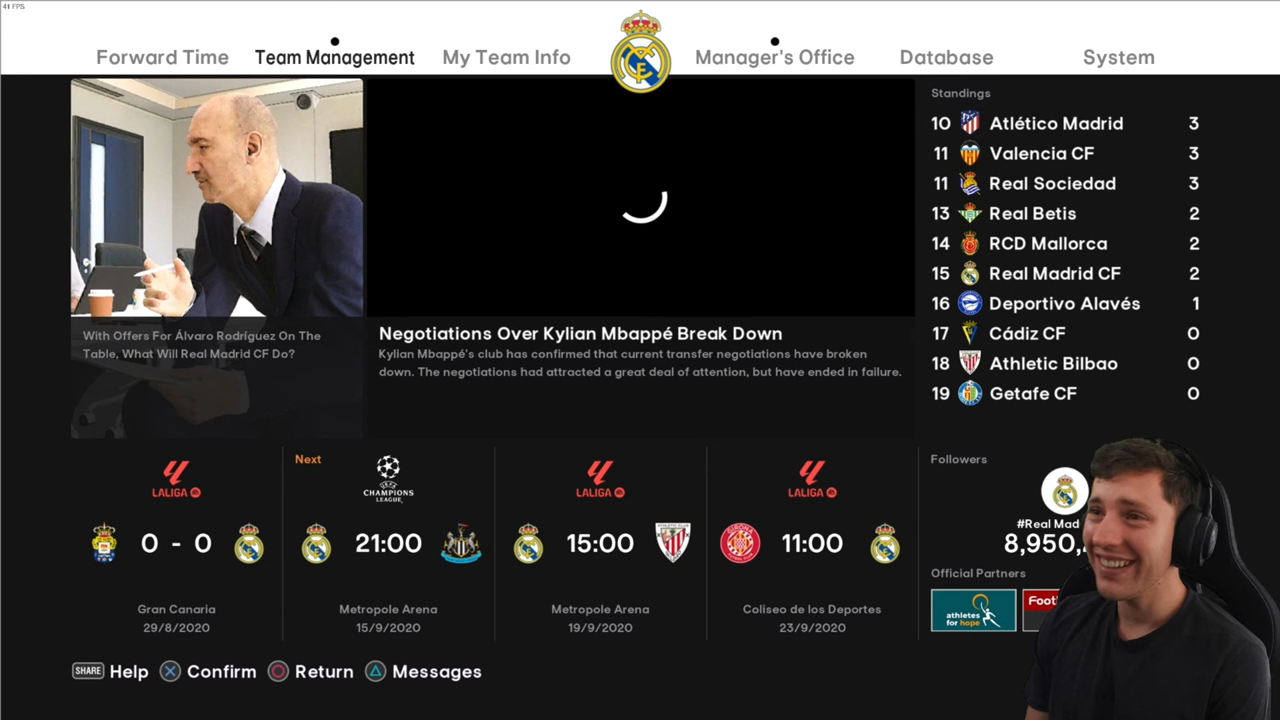 41 FPS
Forward Time
Team Management
My Team Info
Manager's Office
Database
System
With Offers For Álvaro Rodríguez On The
Table, What Will Real Madrid CF Do?
Negotiations Over Kylian Mbappé Break Down
Kylian Mbappé's club has confirmed that current transfer negotiations have broken
down. The negotiations had attracted a great deal of attention, but have ended in failure.
Standings
10 Atlético Madrid 3
11 Valencia CF 3
11 Real Sociedad 3
13 Real Betis 2
14 RCD Mallorca 2
15 Real Madrid CF 2
16 Deportivo Alavés 1
17 Cádiz CF 0
18 Athletic Bilbao 0
19 Getafe CF 0
LALIGA
0 - 0
Gran Canaria
29/8/2020
Next
UEFA
CHAMPIONS
LEAGUE
21:00
Metropole Arena
15/9/2020
LALIGA
15:00
Metropole Arena
19/9/2020
LALIGA
11:00
Coliseo de los Deportes
23/9/2020
Followers
#Real Mad
8,950,
Official Partners
athletes
for hope
Foot
SHARE Help Confirm Return Messages